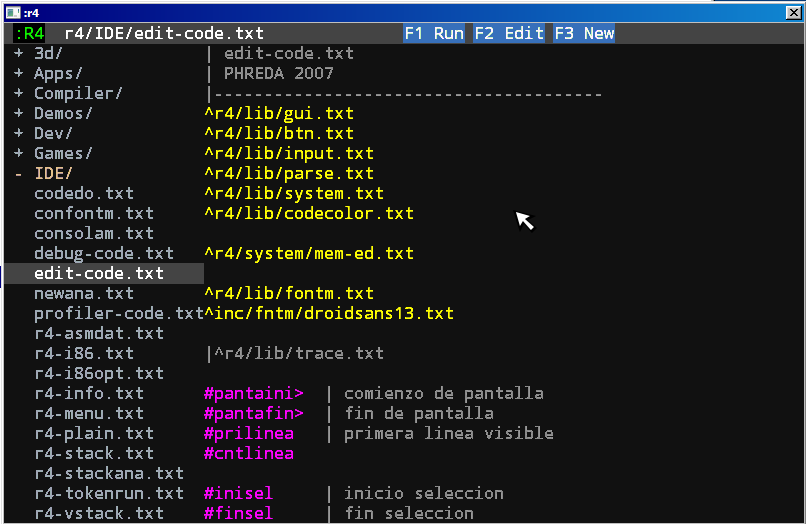 :r4
:R4 r4/IDE/edit-code.txt F1 Run F2 Edit F3 New
+ 3d/ | edit-code.txt
+ Apps/ | PHREDA 2007
+ Compiler/ |---------------------------------------
+ Demos/ ^r4/lib/gui.txt
+ Dev/ ^r4/lib/btn.txt
+ Games/ ^r4/lib/input.txt
- IDE/ ^r4/lib/parse.txt
codedo.txt ^r4/lib/system.txt
confontm.txt ^r4/lib/codecolor.txt
consolam.txt
debug-code.txt ^r4/system/mem-ed.txt
edit-code.txt
newana.txt ^r4/lib/fontm.txt
profiler-code.txt^inc/fntm/droidsans13.txt
r4-asmdat.txt
r4-i86.txt |^r4/lib/trace.txt
r4-i86opt.txt
r4-info.txt #pantaini> | comienzo de pantalla
r4-menu.txt #pantafin> | fin de pantalla
r4-plain.txt #prilinea | primera linea visible
r4-stack.txt #cntlinea
r4-stackana.txt
r4-tokenrun.txt #inisel | inicio seleccion
r4-vstack.txt #finsel | fin seleccion